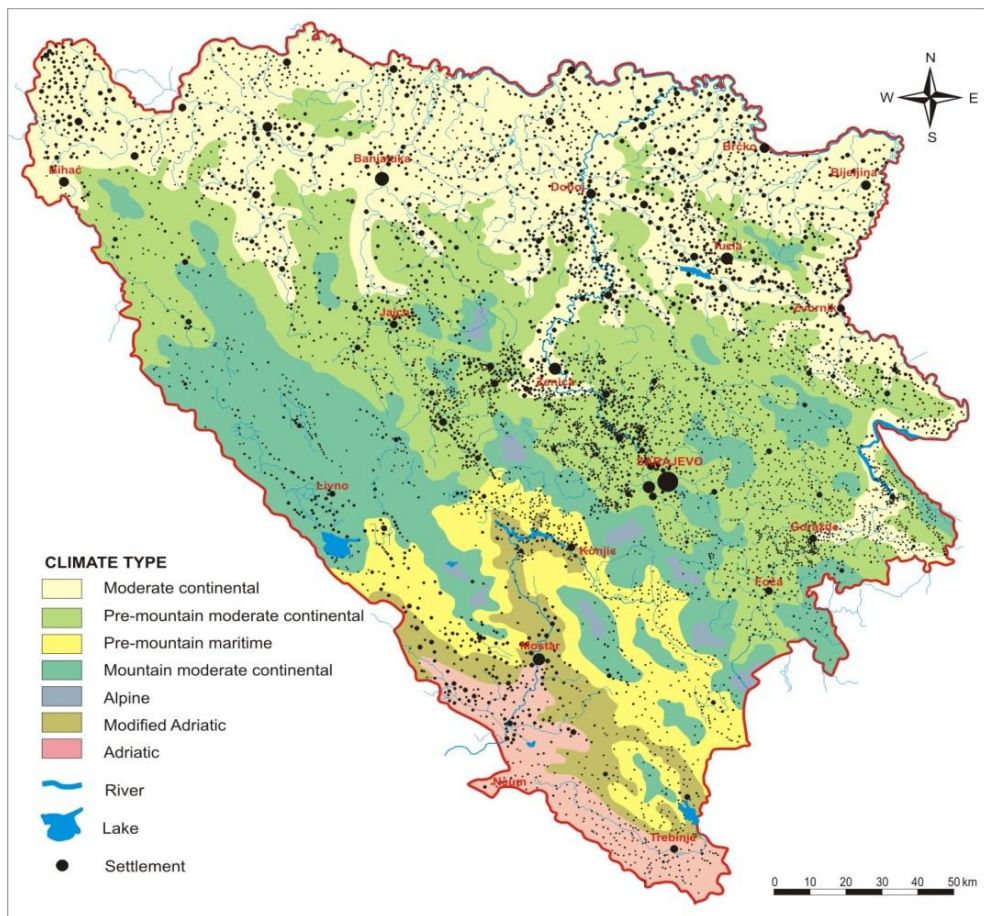 N
W E
S
Brčko
Bihać
Banjaluka
Doboj
Bijeljina
Tuzla
Jajce
Zvornik
Zenica
SARAJEVO
Livno
Goražde
Konjic
Foča
Mostar
Neum
Trebinje
CLIMATE TYPE
Moderate continental
Pre-mountain moderate continental
Pre-mountain maritime
Mountain moderate continental
Alpine
Modified Adriatic
Adriatic
River
Lake
Settlement
0 10 20 30 40 50 km